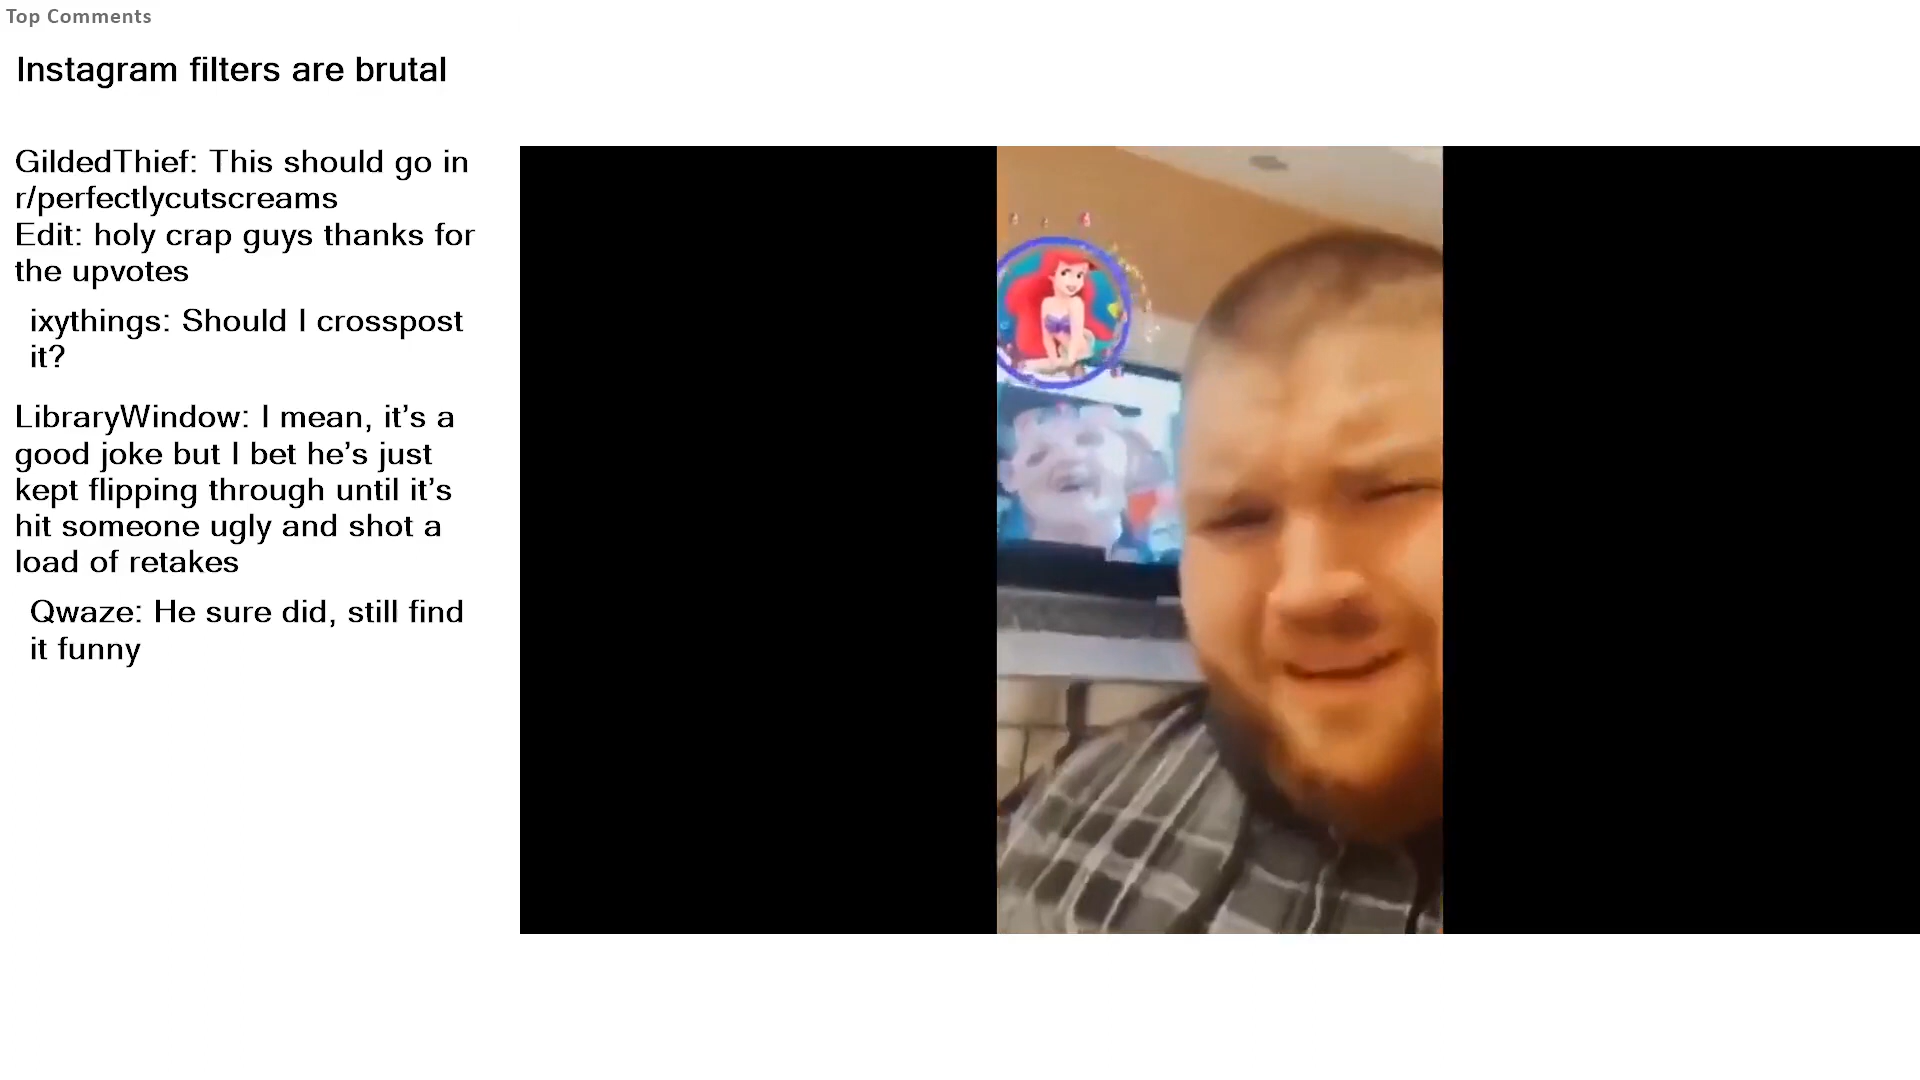 Top Comments
Instagram filters are brutal
GildedThief: This should go in
r/perfectlycutscreams
Edit: holy crap guys thanks for
the upvotes
ixythings: Should I crosspost
it?
LibraryWindow: I mean, it’s a
good joke but I bet he’s just
kept flipping through until it’s
hit someone ugly and shot a
load of retakes
Qwaze: He sure did, still find
it funny